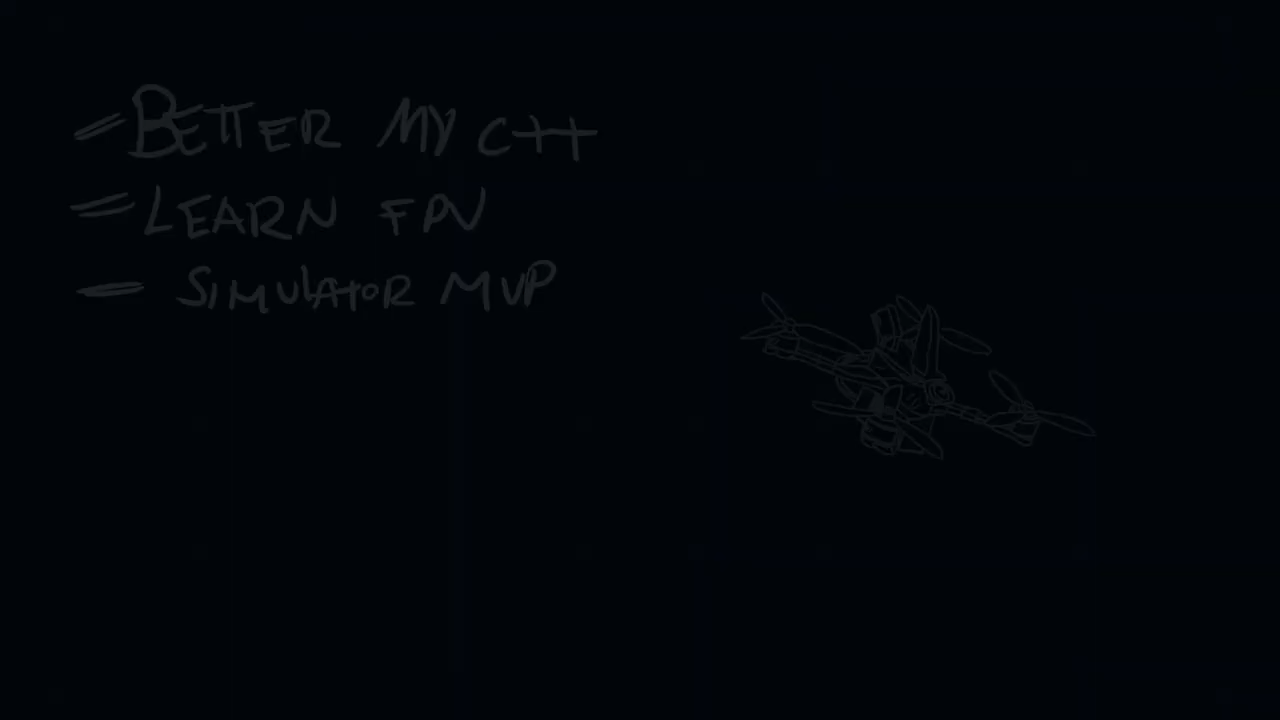 - BETTER MY C++
- LEARN FPV
- SIMULATOR MVP